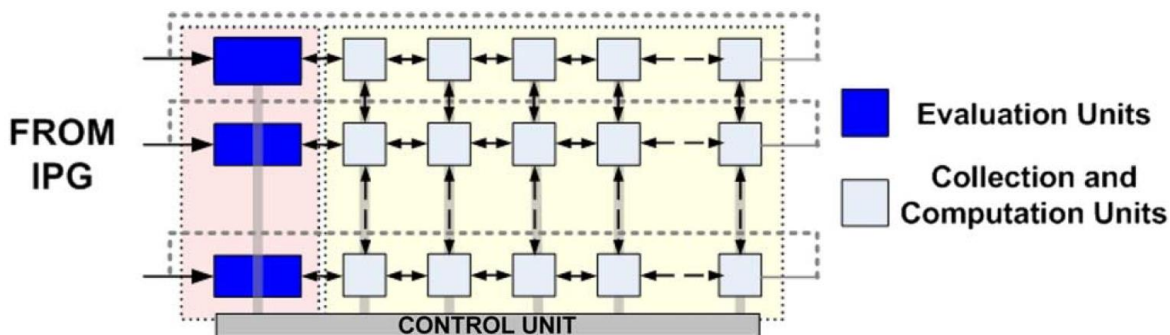 FROM
IPG
Evaluation Units
Collection and
Computation Units
CONTROL UNIT